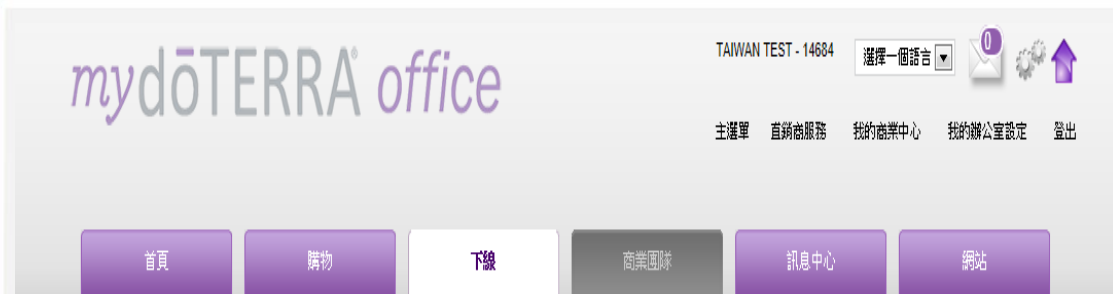 TAIWAN TEST - 14684 選擇一個語言 0
mydōTERRA office
主選單 直銷商服務 我的商業中心 我的辦公室設定 登出
首頁 購物 下線 商業團隊 訊息中心 網站